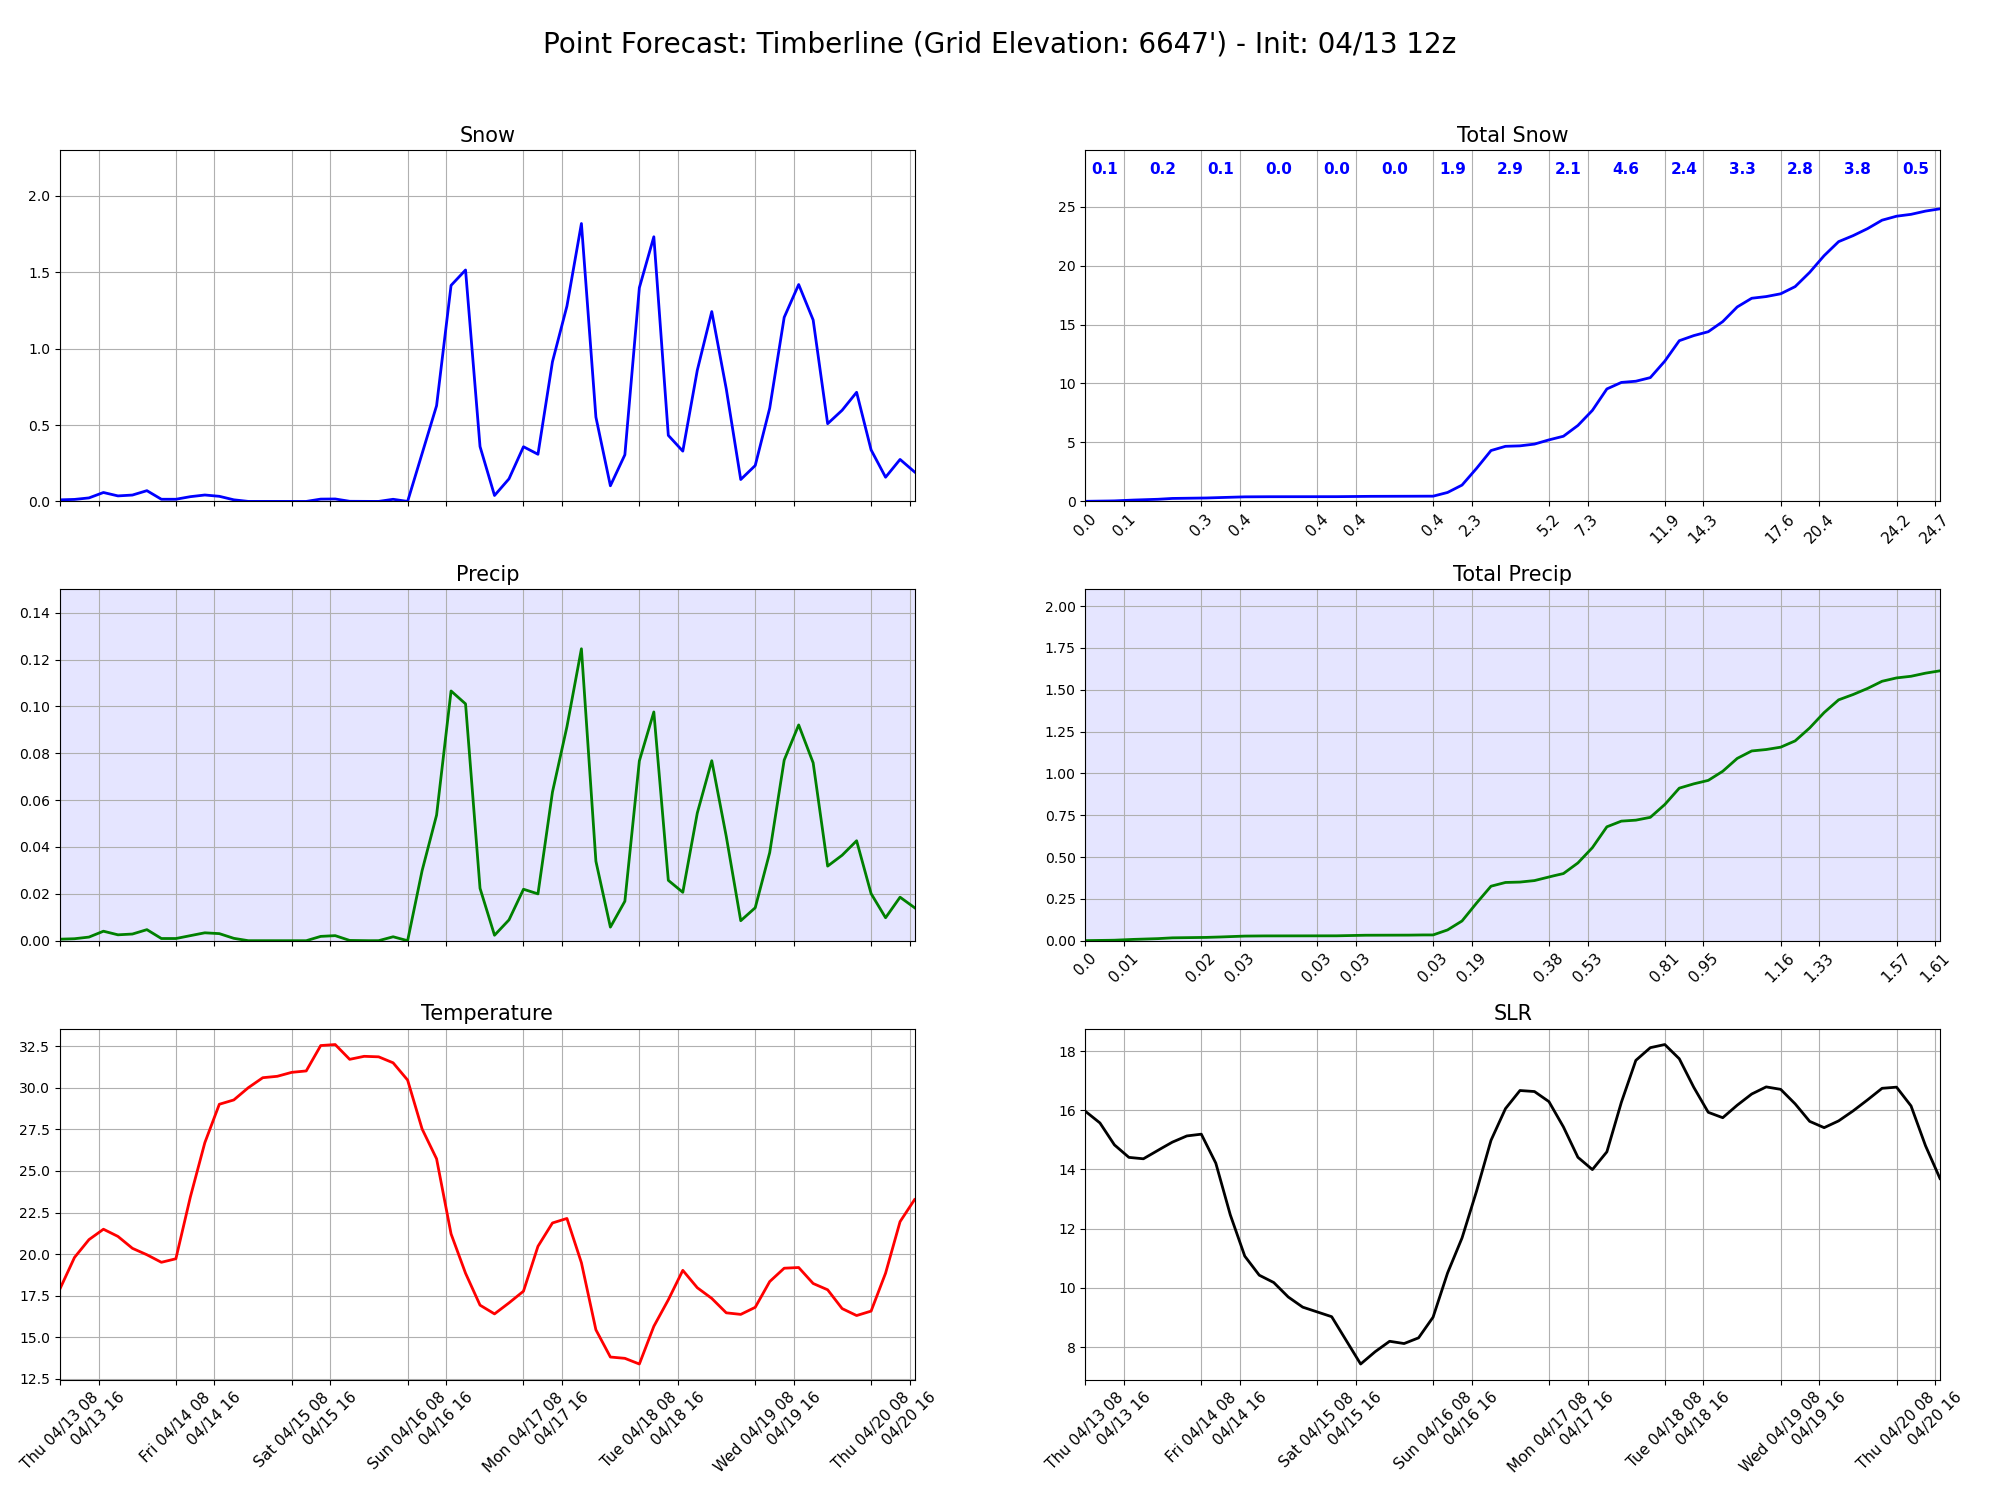 Point Forecast: Timberline (Grid Elevation: 6647') - Init: 04/13 12z
Snow
2.0
1.5
1.0
0.5
0.0
Total Snow
0.1 0.2 0.1 0.0 0.0 0.0 1.9 2.9 2.1 4.6 2.4 3.3 2.8 3.8 0.5
25
20
15
10
5
0
0.0 0.1 0.3 0.4 0.4 0.4 0.4 2.3 5.2 7.3 11.9 14.3 17.6 20.4 24.2 24.7
Precip
0.14
0.12
0.10
0.08
0.06
0.04
0.02
0.00
Total Precip
2.00
1.75
1.50
1.25
1.00
0.75
0.50
0.25
0.00
0.0 0.01 0.02 0.03 0.03 0.03 0.03 0.19 0.38 0.53 0.81 0.95 1.16 1.33 1.57 1.61
Temperature
32.5
30.0
27.5
25.0
22.5
20.0
17.5
15.0
12.5
Thu 04/13 08
04/13 16
Fri 04/14 08
04/14 16
Sat 04/15 08
04/15 16
Sun 04/16 08
04/16 16
Mon 04/17 08
04/17 16
Tue 04/18 08
04/18 16
Wed 04/19 08
04/19 16
Thu 04/20 08
04/20 16
SLR
18
16
14
12
10
8
Thu 04/13 08
04/13 16
Fri 04/14 08
04/14 16
Sat 04/15 08
04/15 16
Sun 04/16 08
04/16 16
Mon 04/17 08
04/17 16
Tue 04/18 08
04/18 16
Wed 04/19 08
04/19 16
Thu 04/20 08
04/20 16